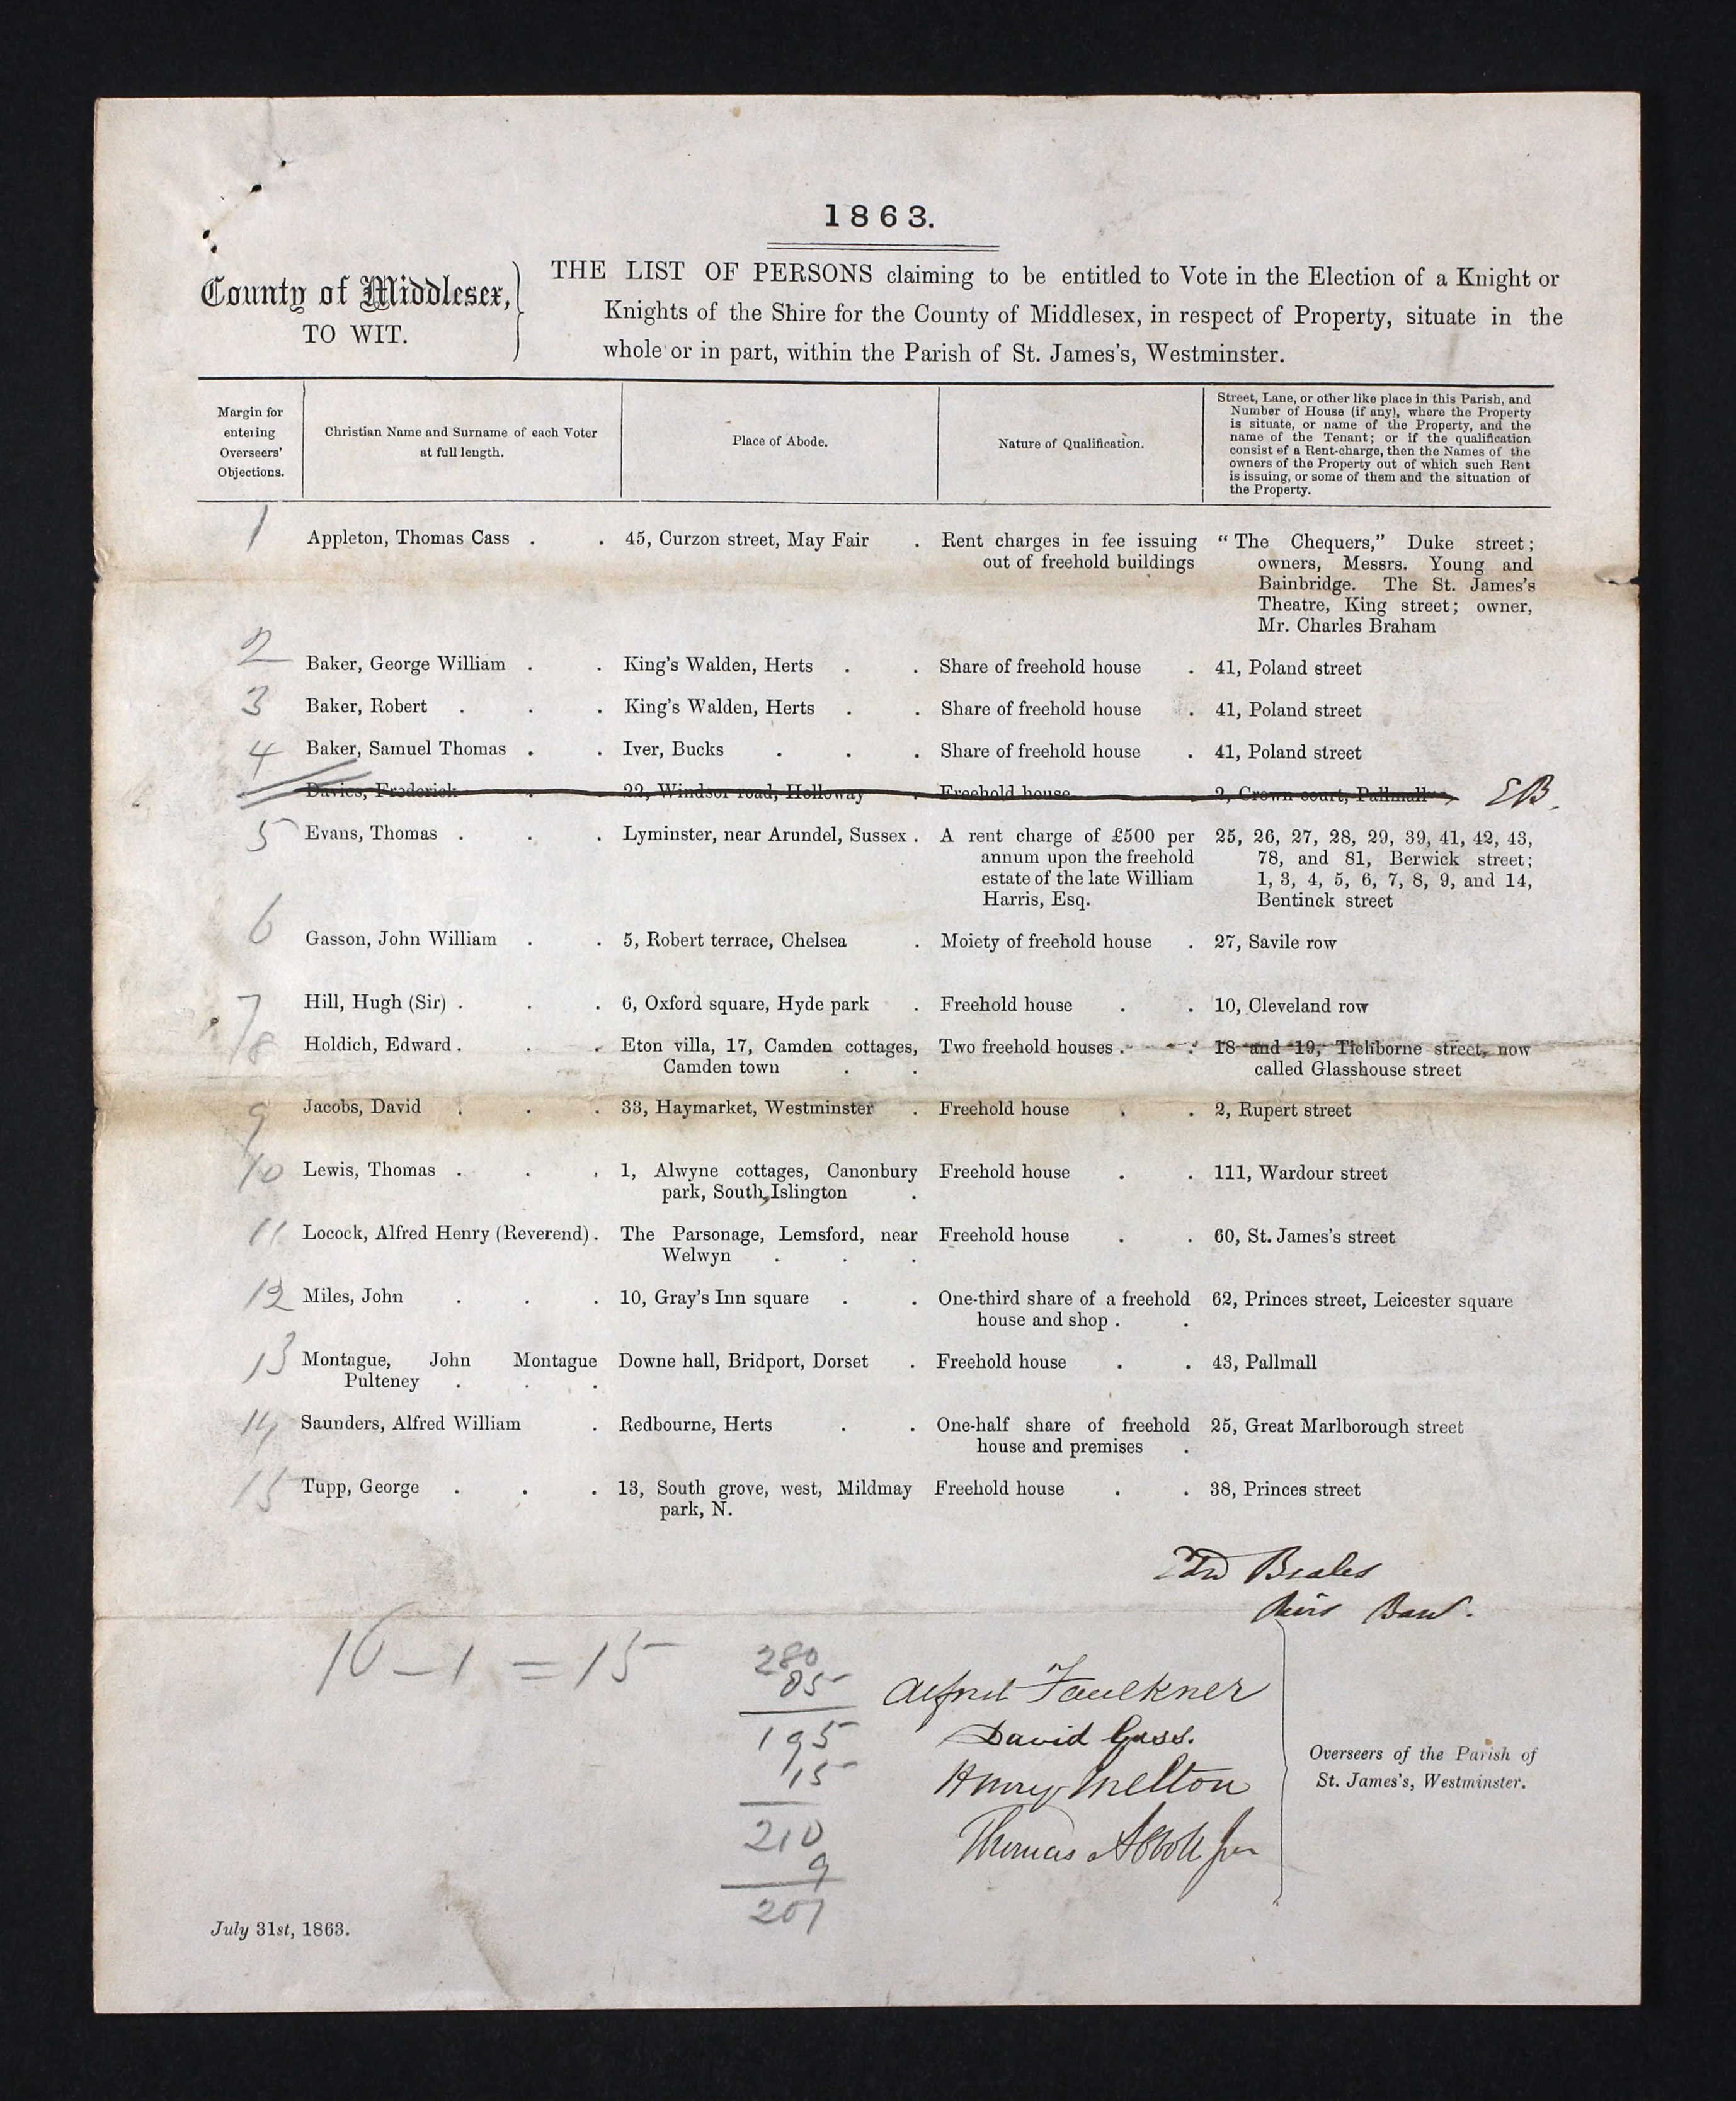 1863.
County of Middlesex,
TO WIT.
THE LIST OF PERSONS claiming to be entitled to Vote in the Election of a Knight or
Knights of the Shire for the County of Middlesex, in respect of Property, situate in the
whole or in part, within the Parish of St. James's, Westminster.
Margin for
entering
Overseers'
Objections.
Christian Name and Surname of each Voter
at full length.
Place of Abode.
Nature of Qualification.
Street, Lane, or other like place in this Parish, and
Number of House (if any), where the Property
is situate, or name of the Property, and the
name of the Tenant; or if the qualification
consist of a Rent-charge, then the Names of the
owners of the Property out of which such Rent
is issuing, or some of them and the situation of
the Property.
1 Appleton, Thomas Cass . . 45, Curzon street, May Fair . Rent charges in fee issuing "The Chequers," Duke street;
out of freehold buildings owners, Messrs. Young and
Bainbridge. The St. James's
Theatre, King street; owner,
Mr. Charles Braham
2 Baker, George William . . King's Walden, Herts . . Share of freehold house . 41, Poland street
3 Baker, Robert . . . King's Walden, Herts . . Share of freehold house . 41, Poland street
4 Baker, Samuel Thomas . . Iver, Bucks . . . Share of freehold house . 41, Poland street
Davies, Frederick . . 22, Windsor road, Holloway . Freehold house . 2, Crown court, Pallmall EB.
5 Evans, Thomas . . . Lyminster, near Arundel, Sussex . A rent charge of £500 per 25, 26, 27, 28, 29, 39, 41, 42, 43,
annum upon the freehold 78, and 81, Berwick street;
estate of the late William 1, 3, 4, 5, 6, 7, 8, 9, and 14,
Harris, Esq. Bentinck street
6 Gasson, John William . . 5, Robert terrace, Chelsea . Moiety of freehold house . 27, Savile row
7 Hill, Hugh (Sir) . . . 6, Oxford square, Hyde park . Freehold house . . 10, Cleveland row
8 Holdich, Edward . . . Eton villa, 17, Camden cottages, Two freehold houses . . 18 and 19, Tichborne street, now
Camden town . . called Glasshouse street
9 Jacobs, David . . . 33, Haymarket, Westminster . Freehold house . . 2, Rupert street
10 Lewis, Thomas . . . 1, Alwyne cottages, Canonbury Freehold house . . 111, Wardour street
park, South, Islington .
11 Locock, Alfred Henry (Reverend) . The Parsonage, Lemsford, near Freehold house . . 60, St. James's street
Welwyn . . .
12 Miles, John . . . 10, Gray's Inn square . . One-third share of a freehold 62, Princes street, Leicester square
house and shop . .
13 Montague, John Montague Downe hall, Bridport, Dorset . Freehold house . . 43, Pallmall
Pulteney . . .
14 Saunders, Alfred William . Redbourne, Herts . . One-half share of freehold 25, Great Marlborough street
house and premises .
15 Tupp, George . . . 13, South grove, west, Mildmay Freehold house . . 38, Princes street
park, N.
Edw Beales
Barr.
16 – 1 = 15
280
85
195
15
210
9
201
Alfred Faulkner
David Gass.
Henry Melton
Thomas Abbott Jun
Overseers of the Parish of
St. James's, Westminster.
July 31st, 1863.